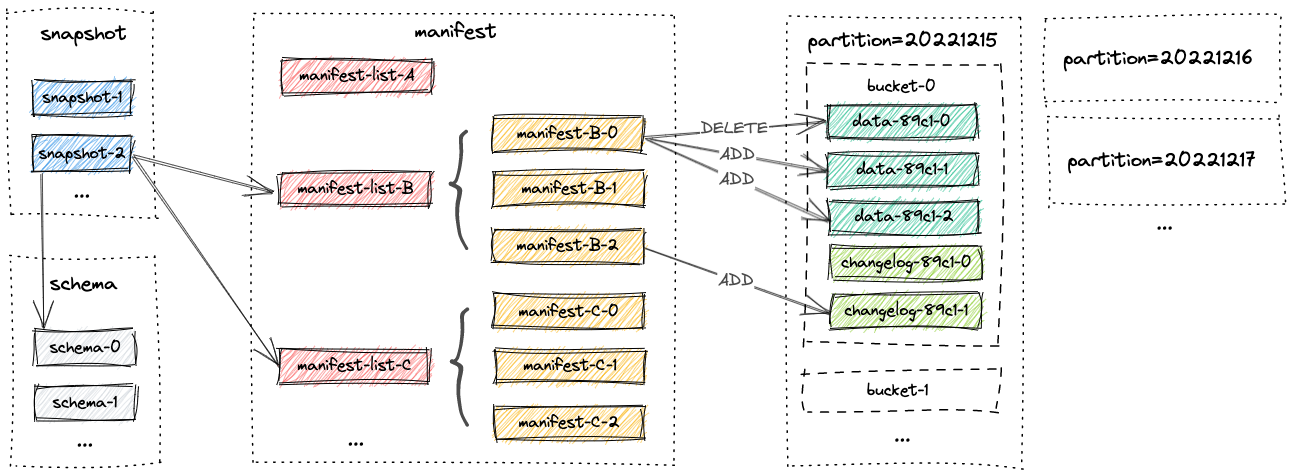 snapshot
snapshot-1
snapshot-2
...
schema
schema-0
schema-1
...
manifest
manifest-list-A
manifest-list-B
manifest-list-C
...
manifest-B-0
manifest-B-1
manifest-B-2
manifest-C-0
manifest-C-1
manifest-C-2
DELETE
ADD
ADD
ADD
partition=20221215
bucket-0
data-89c1-0
data-89c1-1
data-89c1-2
changelog-89c1-0
changelog-89c1-1
bucket-1
...
partition=20221216
partition=20221217
...